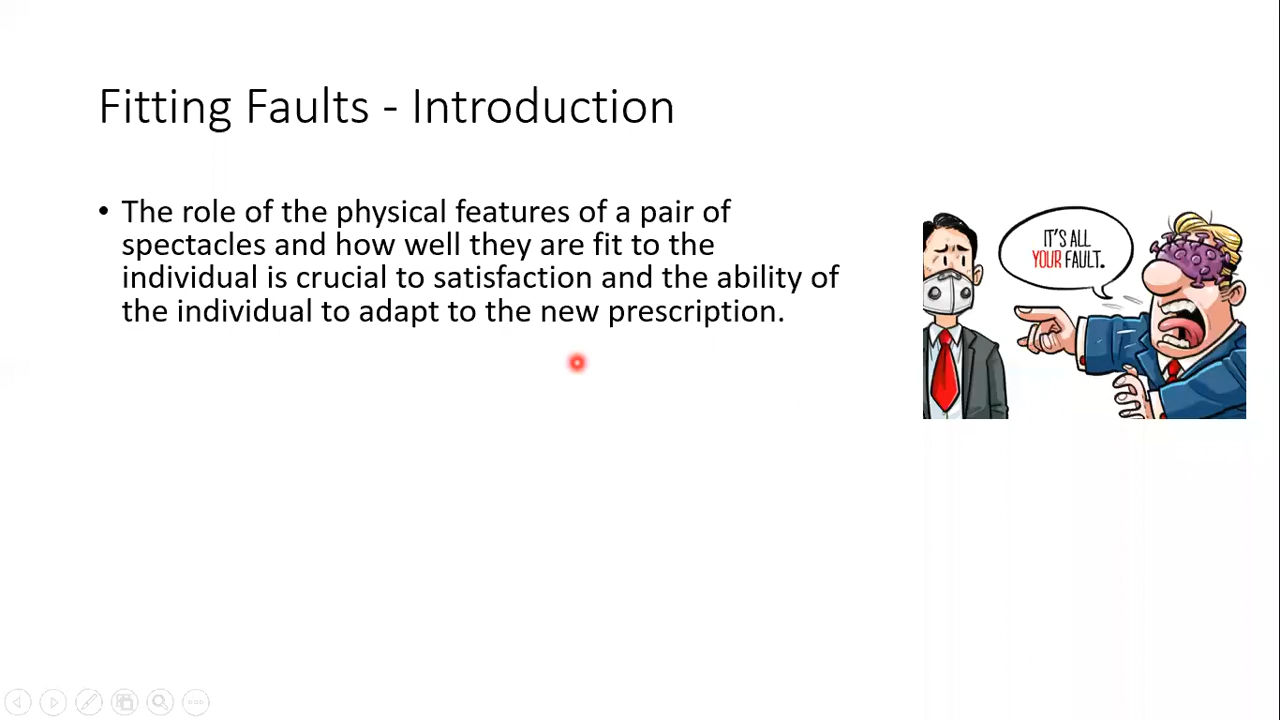 Fitting Faults - Introduction
• The role of the physical features of a pair of
spectacles and how well they are fit to the
individual is crucial to satisfaction and the ability of
the individual to adapt to the new prescription.
IT'S ALL
YOUR FAULT.